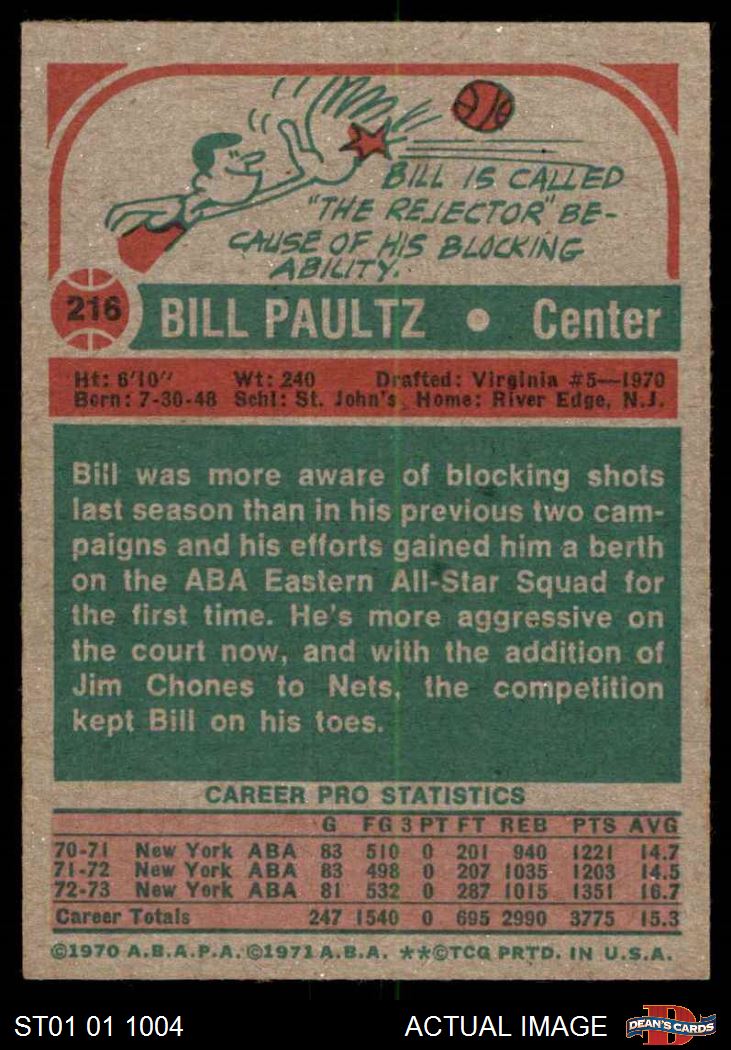 BILL IS CALLED
"THE REJECTOR" BE-
CAUSE OF HIS BLOCKING
ABILITY.
216 BILL PAULTZ • Center
Ht: 6'10" Wt: 240 Drafted: Virginia #5—1970
Born: 7-30-48 Schl: St. John's Home: River Edge, N.J.
Bill was more aware of blocking shots
last season than in his previous two cam-
paigns and his efforts gained him a berth
on the ABA Eastern All-Star Squad for
the first time. He's more aggressive on
the court now, and with the addition of
Jim Chones to Nets, the competition
kept Bill on his toes.
CAREER PRO STATISTICS
G FG 3 PT FT REB PTS AVG
70-71 New York ABA 83 510 0 201 940 1221 14.7
71-72 New York ABA 83 498 0 207 1035 1203 14.5
72-73 New York ABA 81 532 0 287 1015 1351 16.7
Career Totals 247 1540 0 695 2990 3775 15.3
©1970 A.B.A.P.A. ©1971 A.B.A. **©TCG PRTD. IN U.S.A.
ST01 01 1004 ACTUAL IMAGE D DEAN'S CARDS